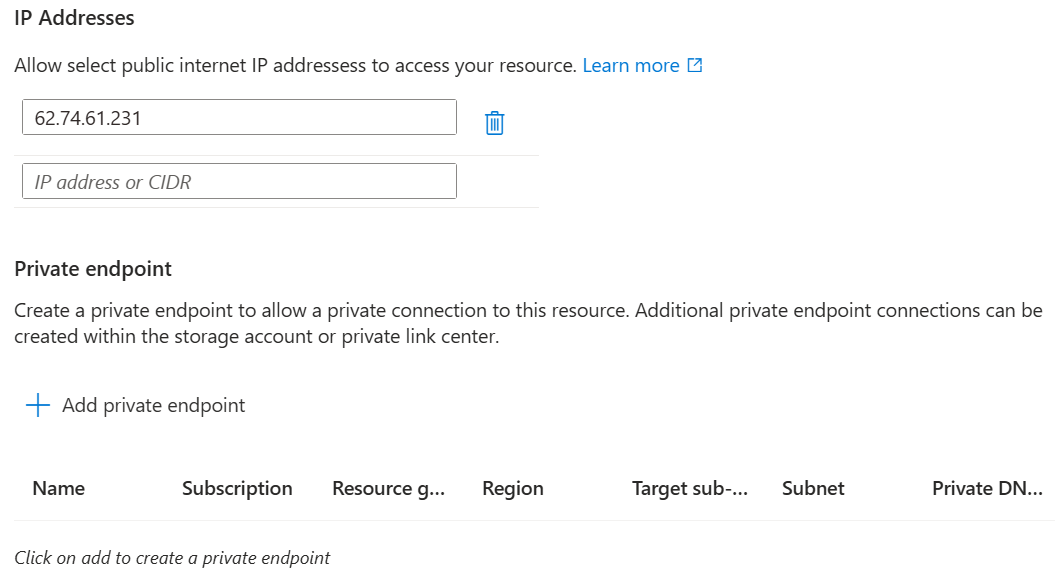 IP Addresses
Allow select public internet IP addressess to access your resource. Learn more
62.74.61.231
IP address or CIDR
Private endpoint
Create a private endpoint to allow a private connection to this resource. Additional private endpoint connections can be
created within the storage account or private link center.
Add private endpoint
Name Subscription Resource g... Region Target sub-... Subnet Private DN...
Click on add to create a private endpoint